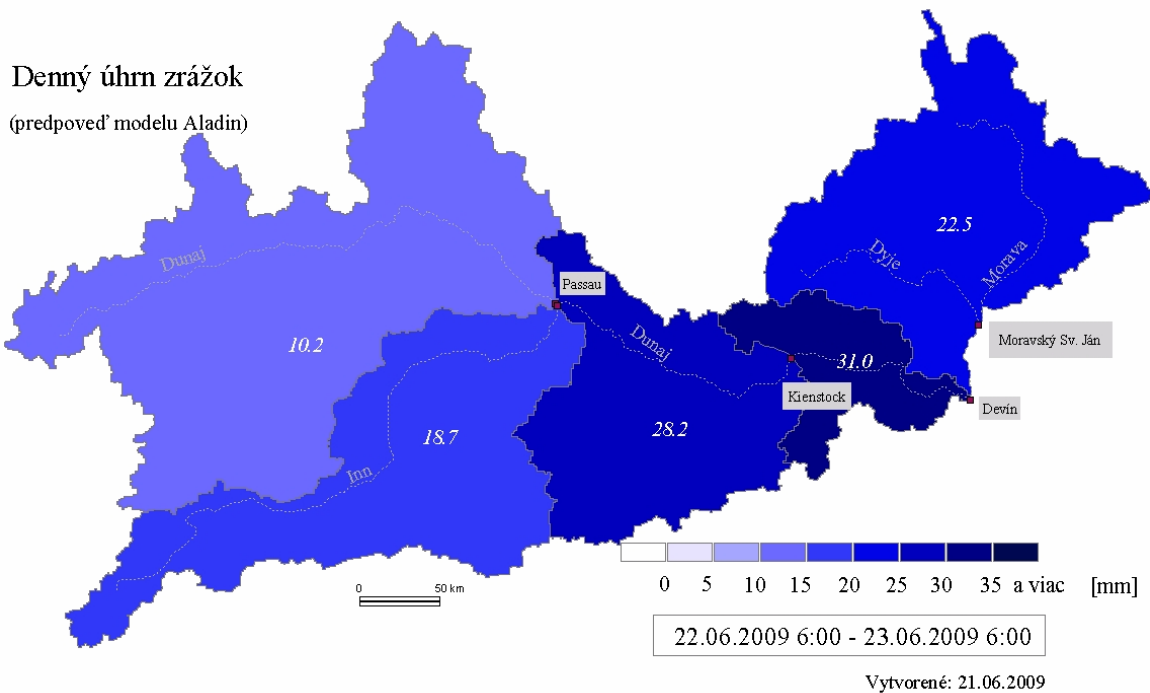 Denný úhrn zrážok
(predpoveď modelu Aladin)
22.5
Dunaj
Dyje
Morava
Passau
10.2
Dunaj
31.0
Moravský Sv. Ján
Kienstock
Devín
18.7
28.2
Inn
0 50 km
0 5 10 15 20 25 30 35 a viac [mm]
22.06.2009 6:00 - 23.06.2009 6:00
Vytvorené: 21.06.2009